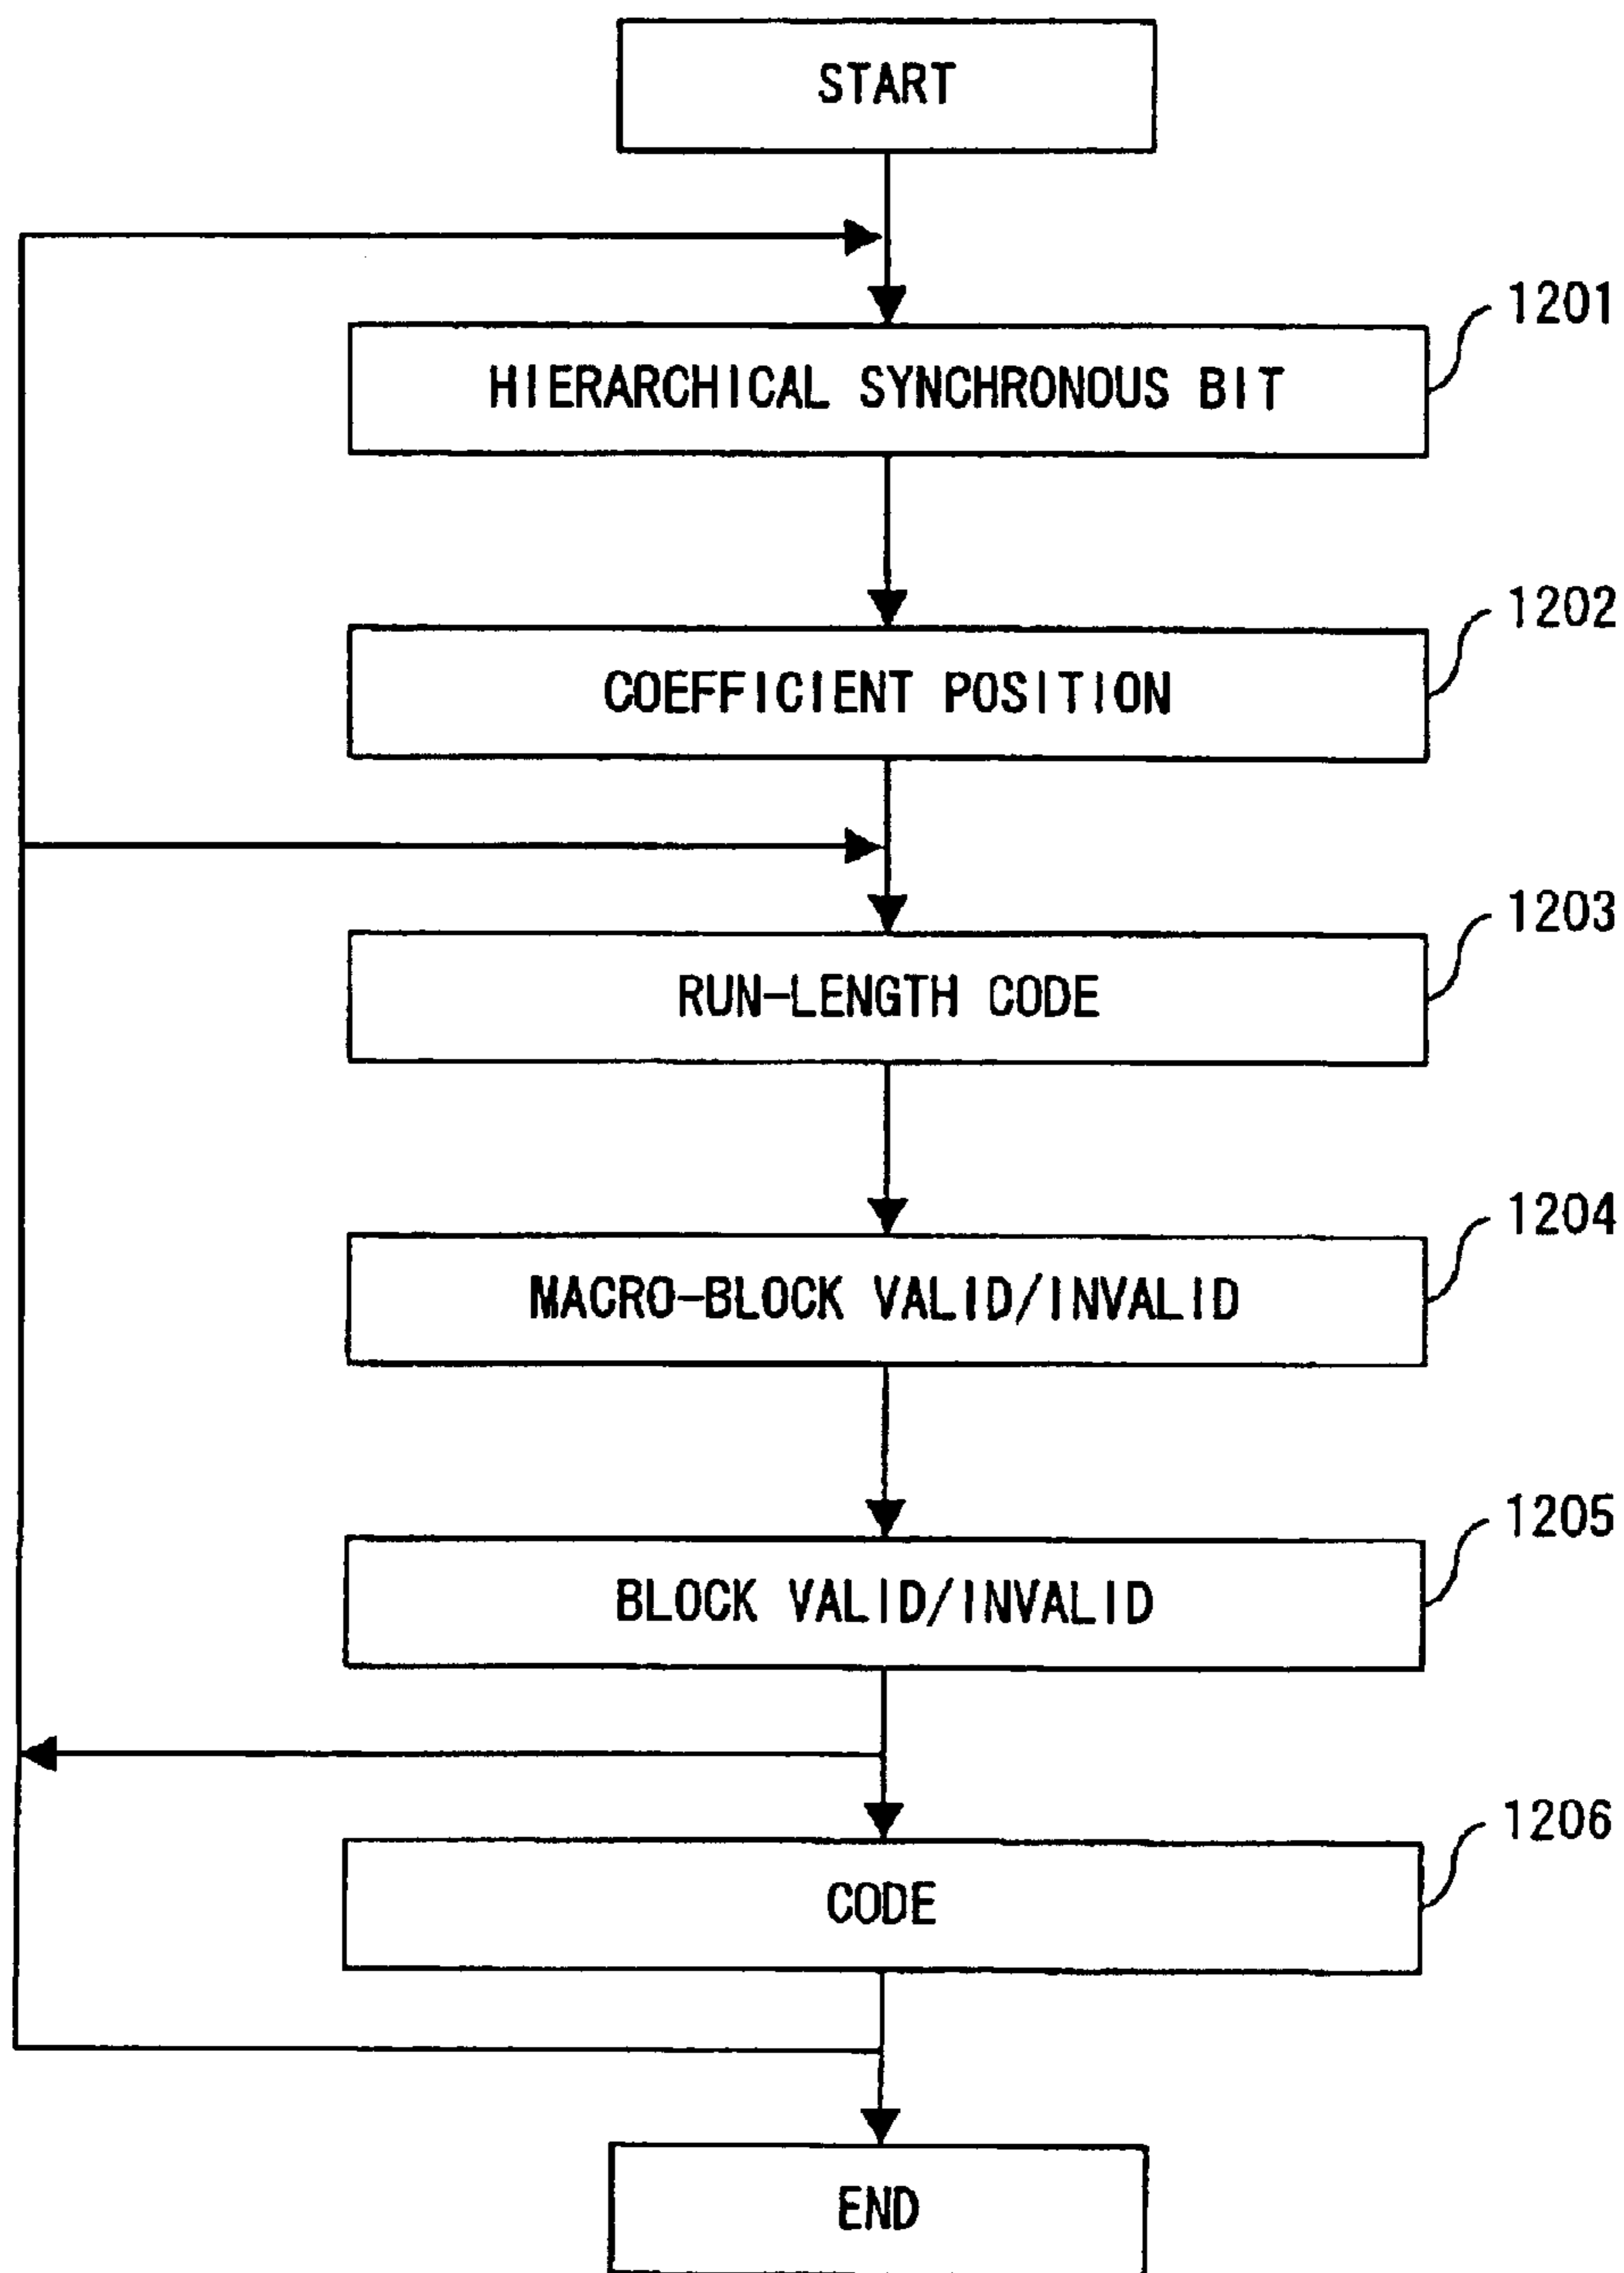 START
1201
HIERARCHICAL SYNCHRONOUS BIT
1202
COEFFICIENT POSITION
1203
RUN-LENGTH CODE
1204
MACRO-BLOCK VALID/INVALID
1205
BLOCK VALID/INVALID
1206
CODE
END